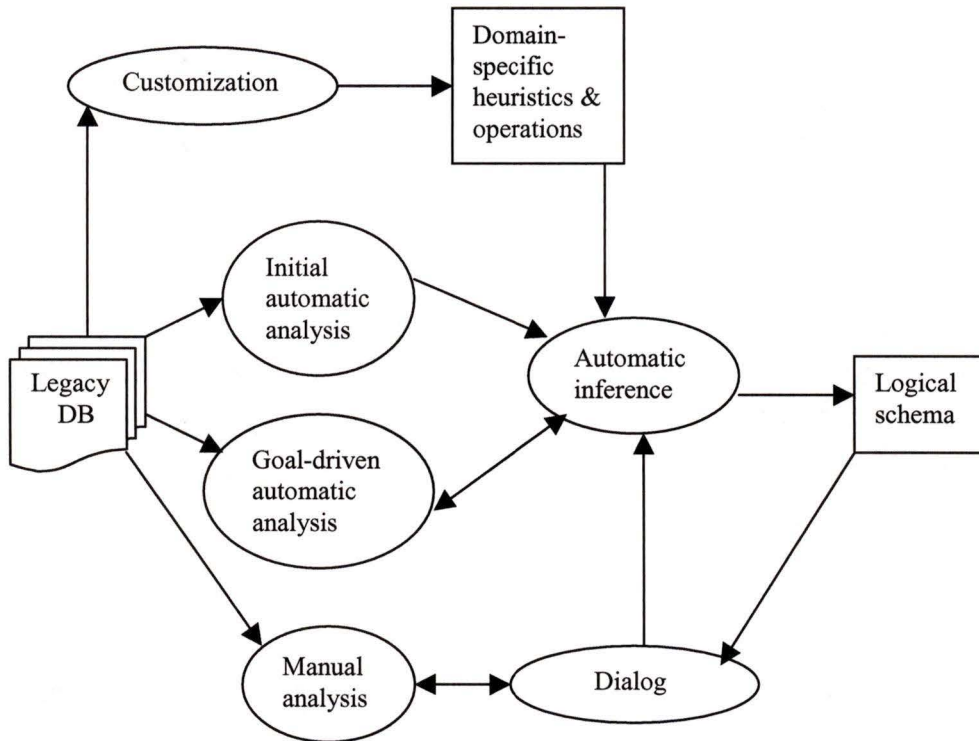 Customization
Domain-
specific
heuristics &
operations
Initial
automatic
analysis
Legacy
DB
Automatic
inference
Logical
schema
Goal-driven
automatic
analysis
Manual
analysis
Dialog